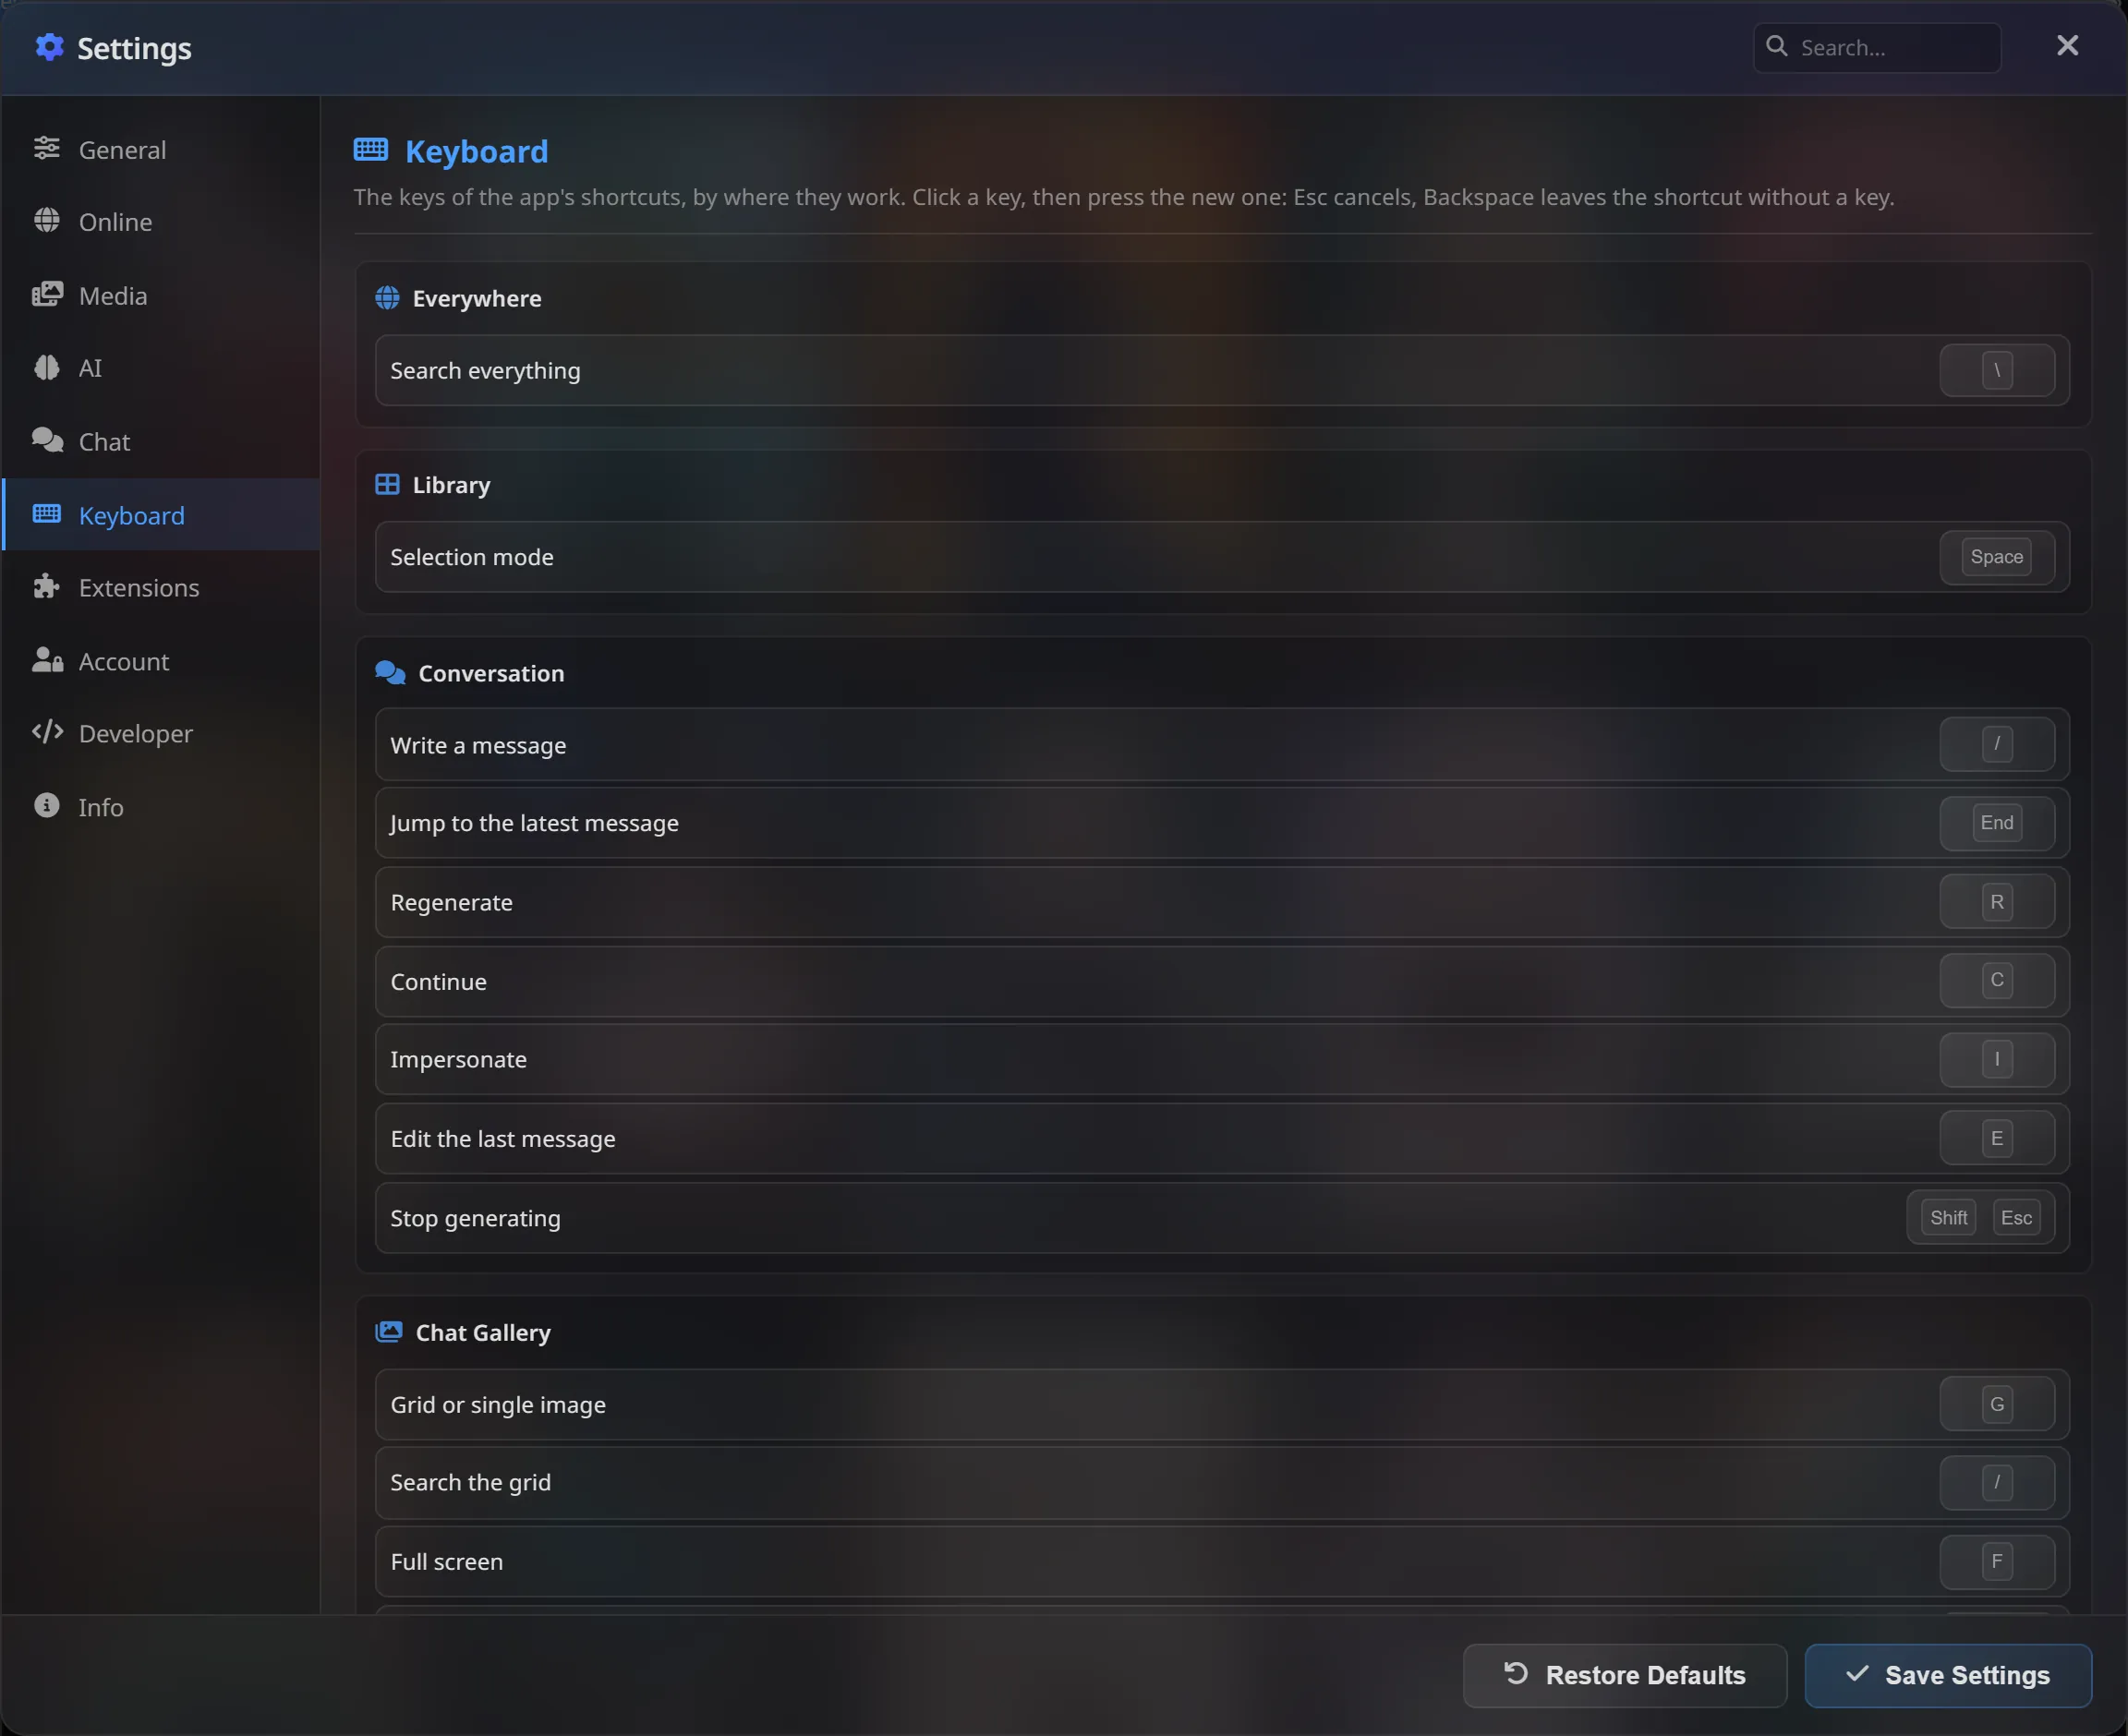 Settings
Search...
General
Online
Media
AI
Chat
Keyboard
Extensions
Account
Developer
Info
Keyboard
The keys of the app's shortcuts, by where they work. Click a key, then press the new one: Esc cancels, Backspace leaves the shortcut without a key.
Everywhere
Search everything \
Library
Selection mode Space
Conversation
Write a message /
Jump to the latest message End
Regenerate R
Continue C
Impersonate I
Edit the last message E
Stop generating Shift Esc
Chat Gallery
Grid or single image G
Search the grid /
Full screen F
Restore Defaults Save Settings